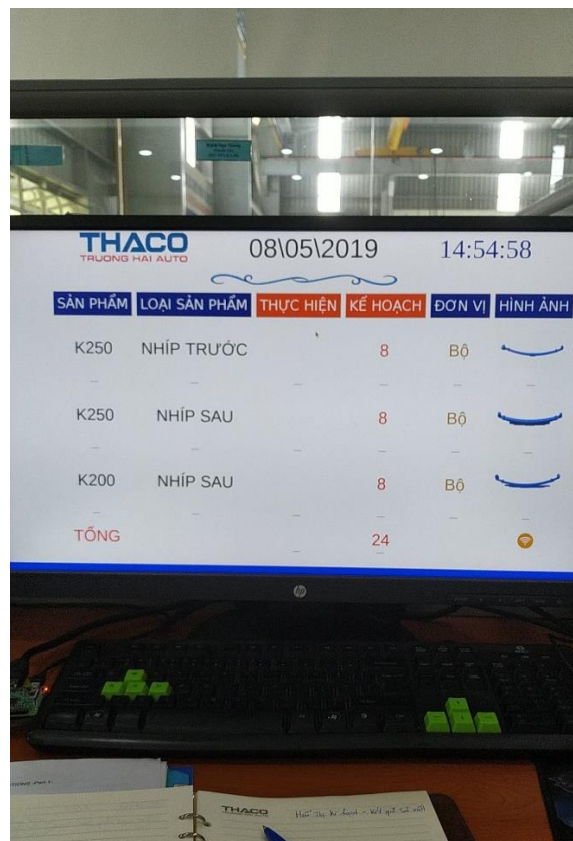 THACO
TRUONG HAI AUTO
08\05\2019
14:54:58
SẢN PHẨM LOẠI SẢN PHẨM THỰC HIỆN KẾ HOẠCH ĐƠN VỊ HÌNH ẢNH
K250 NHÍP TRƯỚC 8 Bộ
K250 NHÍP SAU 8 Bộ
K200 NHÍP SAU 8 Bộ
TỔNG 24
hp
THACO